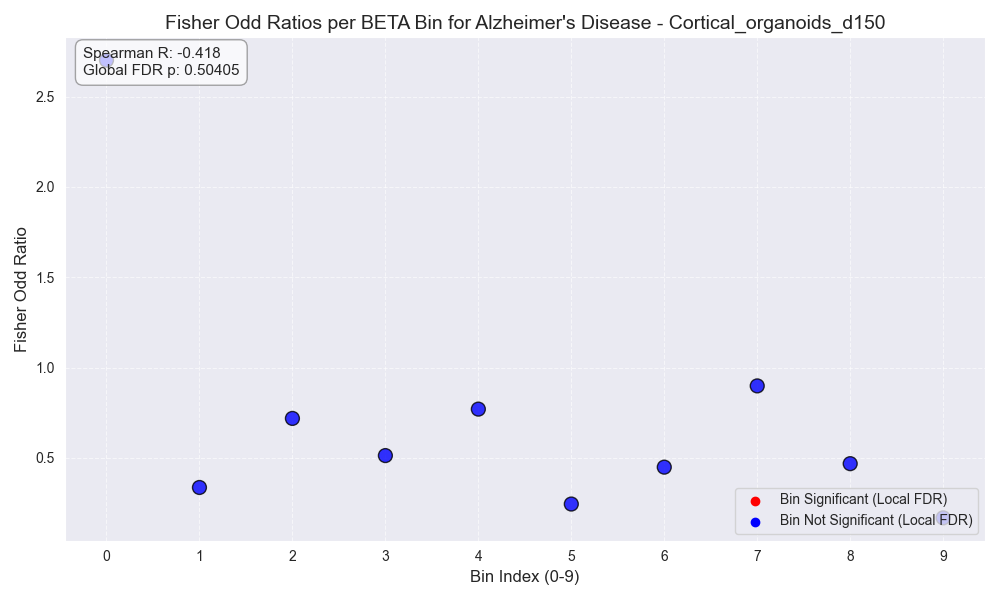 Fisher Odd Ratios per BETA Bin for Alzheimer's Disease - Cortical_organoids_d150
Spearman R: -0.418
Global FDR p: 0.50405
2.5
2.0
1.5
1.0
0.5
Fisher Odd Ratio
Bin Significant (Local FDR)
Bin Not Significant (Local FDR)
0 1 2 3 4 5 6 7 8 9
Bin Index (0-9)